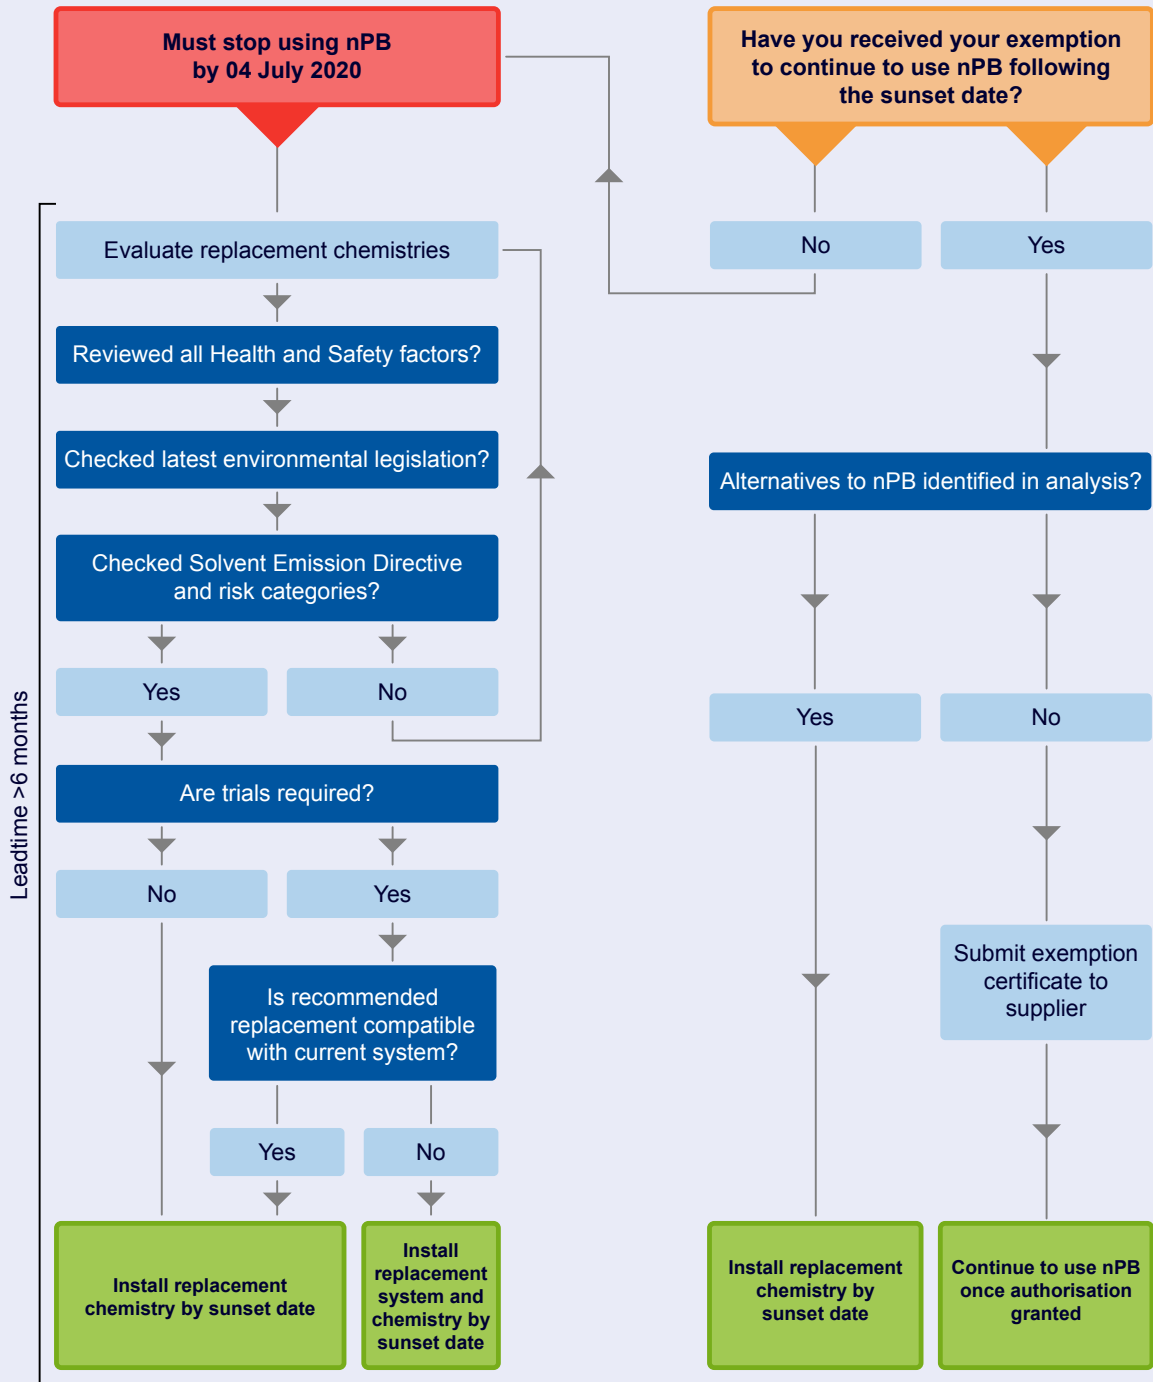 Must stop using nPB
by 04 July 2020
Have you received your exemption
to continue to use nPB following
the sunset date?
Evaluate replacement chemistries
No
Yes
Reviewed all Health and Safety factors?
Checked latest environmental legislation?
Alternatives to nPB identified in analysis?
Checked Solvent Emission Directive
and risk categories?
Yes
No
Yes
No
Leadtime >6 months
Are trials required?
No
Yes
Submit exemption
certificate to
supplier
Is recommended
replacement compatible
with current system?
Yes
No
Install replacement
chemistry by sunset date
Install
replacement
system and
chemistry by
sunset date
Install replacement
chemistry by
sunset date
Continue to use nPB
once authorisation
granted